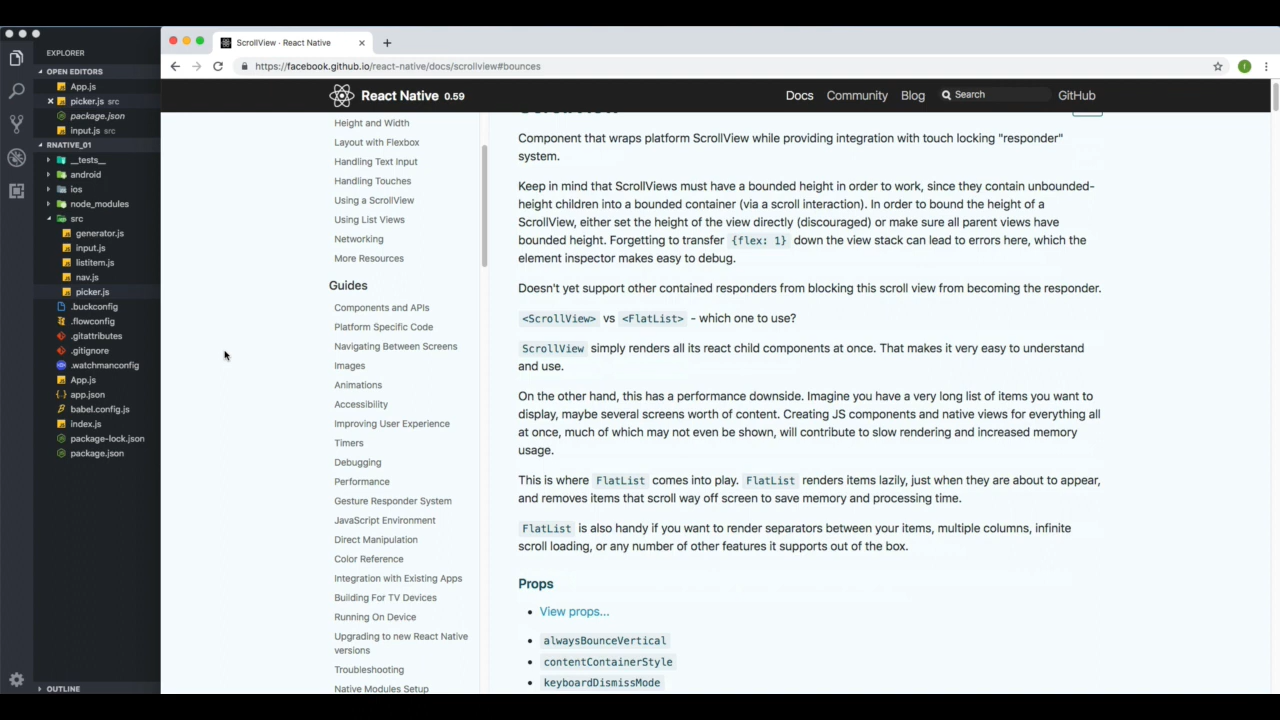 EXPLORER
OPEN EDITORS
App.js
picker.js src
package.json
input.js src
RNATIVE_01
__tests__
android
ios
node_modules
src
generator.js
input.js
listitem.js
nav.js
picker.js
.buckconfig
.flowconfig
.gitattributes
.gitignore
.watchmanconfig
App.js
app.json
babel.config.js
index.js
package-lock.json
package.json
OUTLINE
ScrollView · React Native
https://facebook.github.io/react-native/docs/scrollview#bounces
React Native 0.59
Docs Community Blog Search GitHub
Height and Width
Layout with Flexbox
Handling Text Input
Handling Touches
Using a ScrollView
Using List Views
Networking
More Resources
Guides
Components and APIs
Platform Specific Code
Navigating Between Screens
Images
Animations
Accessibility
Improving User Experience
Timers
Debugging
Performance
Gesture Responder System
JavaScript Environment
Direct Manipulation
Color Reference
Integration with Existing Apps
Building For TV Devices
Running On Device
Upgrading to new React Native
versions
Troubleshooting
Native Modules Setup
Component that wraps platform ScrollView while providing integration with touch locking "responder"
system.
Keep in mind that ScrollViews must have a bounded height in order to work, since they contain unbounded-
height children into a bounded container (via a scroll interaction). In order to bound the height of a
ScrollView, either set the height of the view directly (discouraged) or make sure all parent views have
bounded height. Forgetting to transfer {flex: 1} down the view stack can lead to errors here, which the
element inspector makes easy to debug.
Doesn't yet support other contained responders from blocking this scroll view from becoming the responder.
<ScrollView> vs <FlatList> - which one to use?
ScrollView simply renders all its react child components at once. That makes it very easy to understand
and use.
On the other hand, this has a performance downside. Imagine you have a very long list of items you want to
display, maybe several screens worth of content. Creating JS components and native views for everything all
at once, much of which may not even be shown, will contribute to slow rendering and increased memory
usage.
This is where FlatList comes into play. FlatList renders items lazily, just when they are about to appear,
and removes items that scroll way off screen to save memory and processing time.
FlatList is also handy if you want to render separators between your items, multiple columns, infinite
scroll loading, or any number of other features it supports out of the box.
Props
View props...
alwaysBounceVertical
contentContainerStyle
keyboardDismissMode